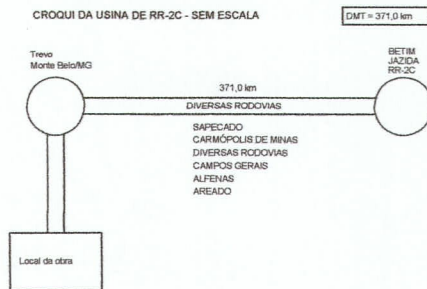 CROQUI DA USINA DE RR-2C - SEM ESCALA
DMT = 371,0 km
Trevo
Monte Belo/MG
BETIM
JAZIDA
RR-2C
371,0 km
DIVERSAS RODOVIAS
SAPECADO
CARMÓPOLIS DE MINAS
DIVERSAS RODOVIAS
CAMPOS GERAIS
ALFENAS
AREADO
Local da obra